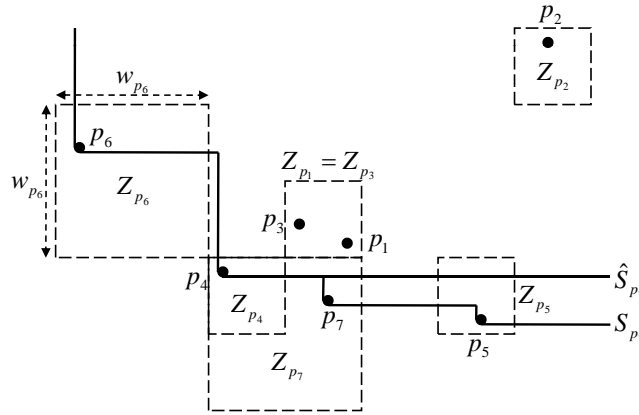 p₂
Z_{p₂}
w_{p₆}
p₆
w_{p₆}
Z_{p₆}
Z_{p₁} = Z_{p₃}
p₃
p₁
p₄
Z_{p₄}
p₇
Z_{p₅}
Ŝ_p
p₅
S_p
Z_{p₇}